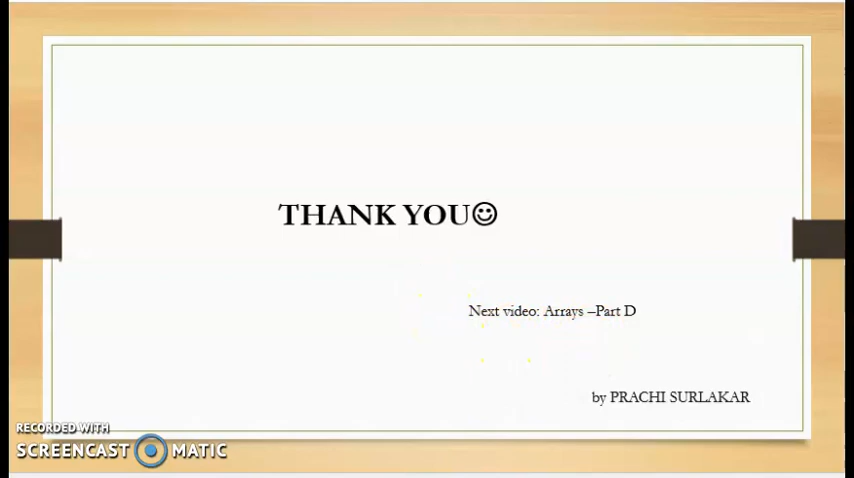 THANK YOU☺
Next video: Arrays –Part D
by PRACHI SURLAKAR
RECORDED WITH
SCREENCAST MATIC